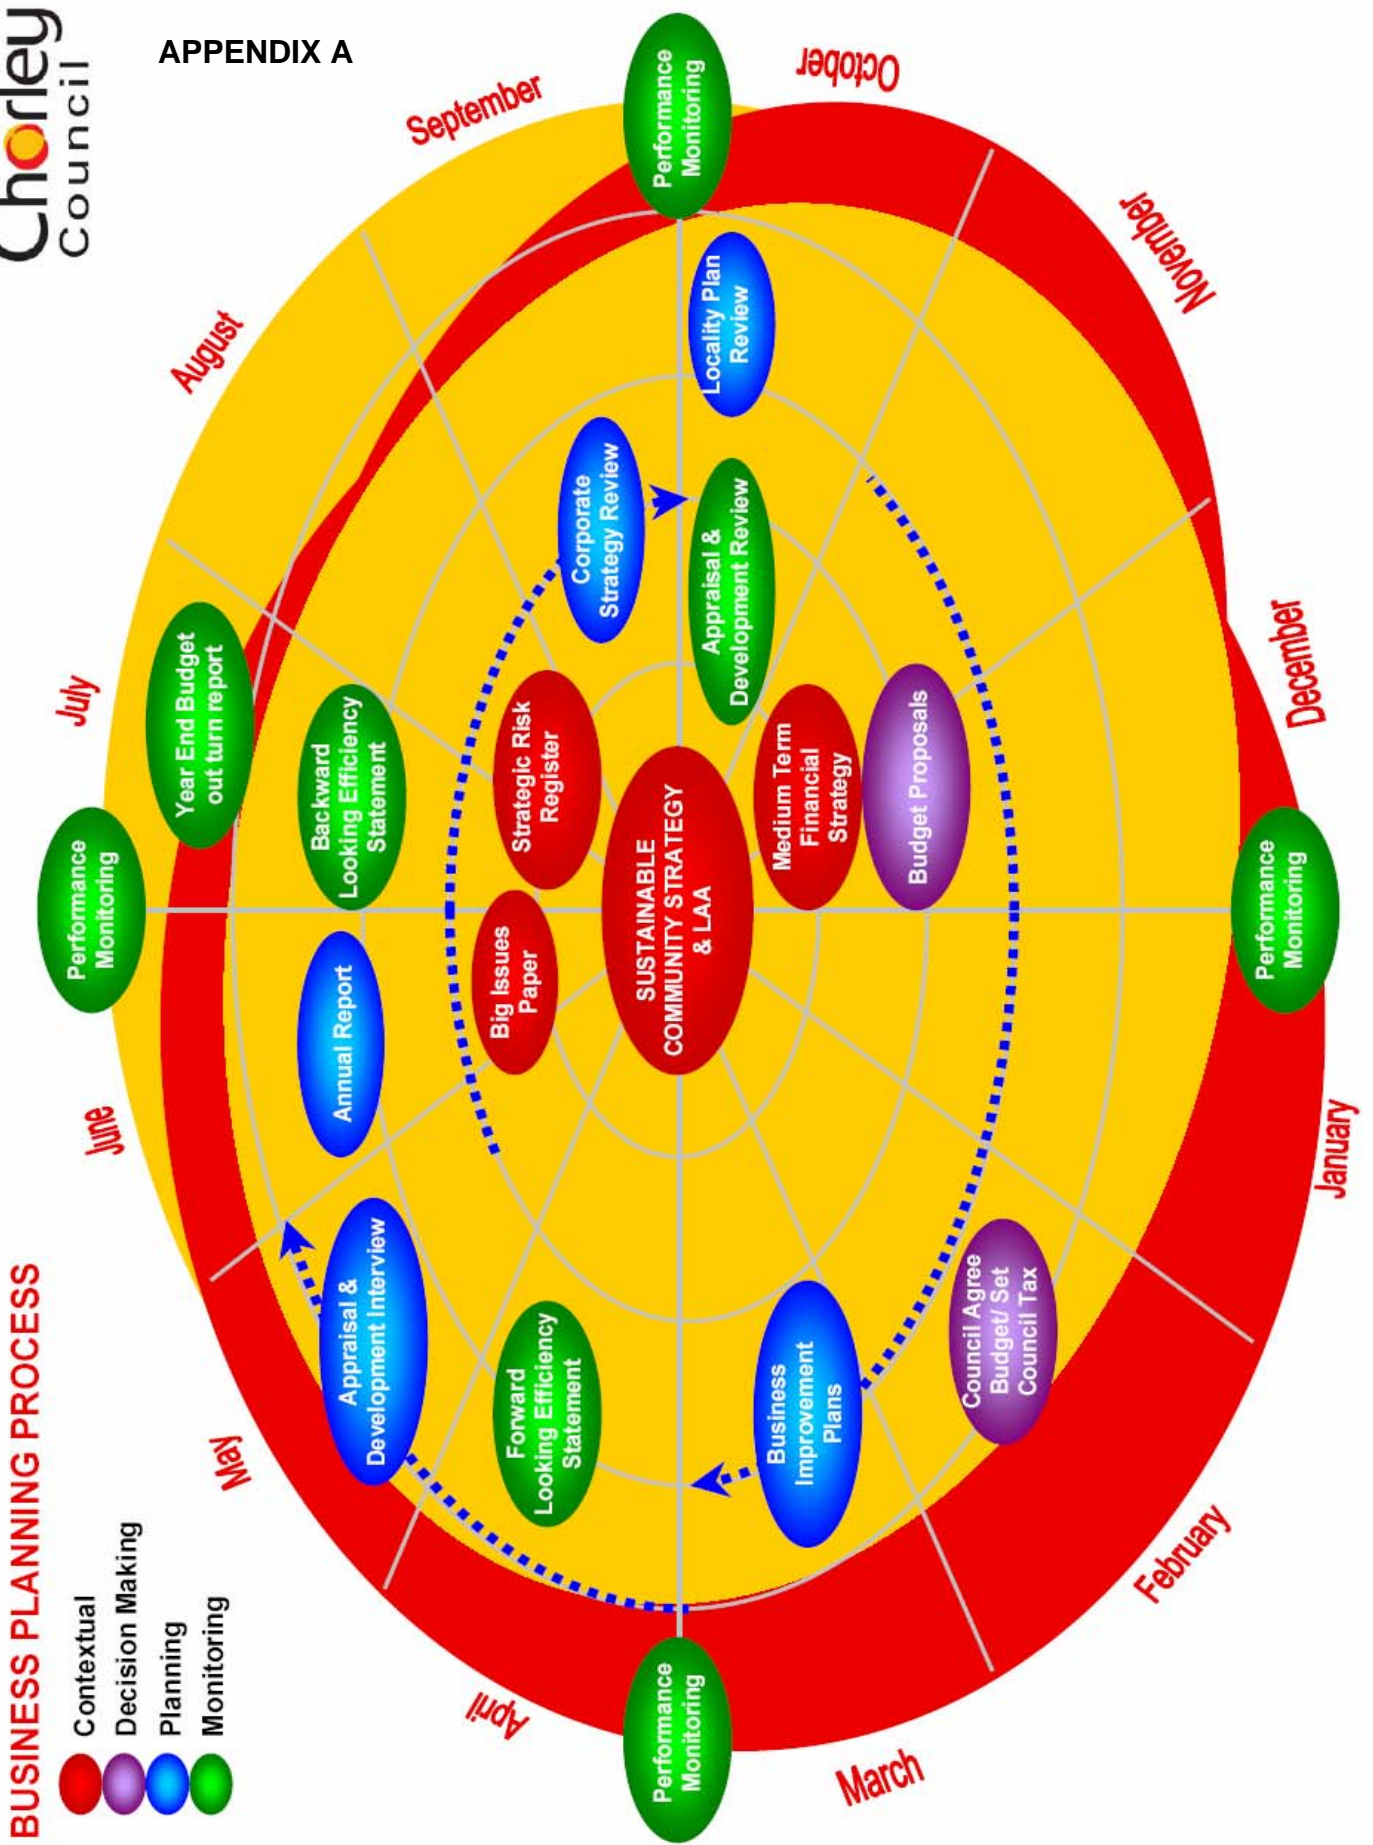 APPENDIX A
Chorley
Council
BUSINESS PLANNING PROCESS
Contextual
Decision Making
Planning
Monitoring
April
May
June
July
August
September
October
November
December
January
February
March
Performance
Monitoring
Performance
Monitoring
Performance
Monitoring
Performance
Monitoring
Year End Budget
out turn report
Backward
Looking Efficiency
Statement
Annual Report
Appraisal &
Development Interview
Forward
Looking Efficiency
Statement
Big Issues
Paper
Strategic Risk
Register
Corporate
Strategy Review
Locality Plan
Review
Appraisal &
Development Review
SUSTAINABLE
COMMUNITY STRATEGY
& LAA
Medium Term
Financial
Strategy
Budget Proposals
Business
Improvement
Plans
Council Agree
Budget/ Set
Council Tax